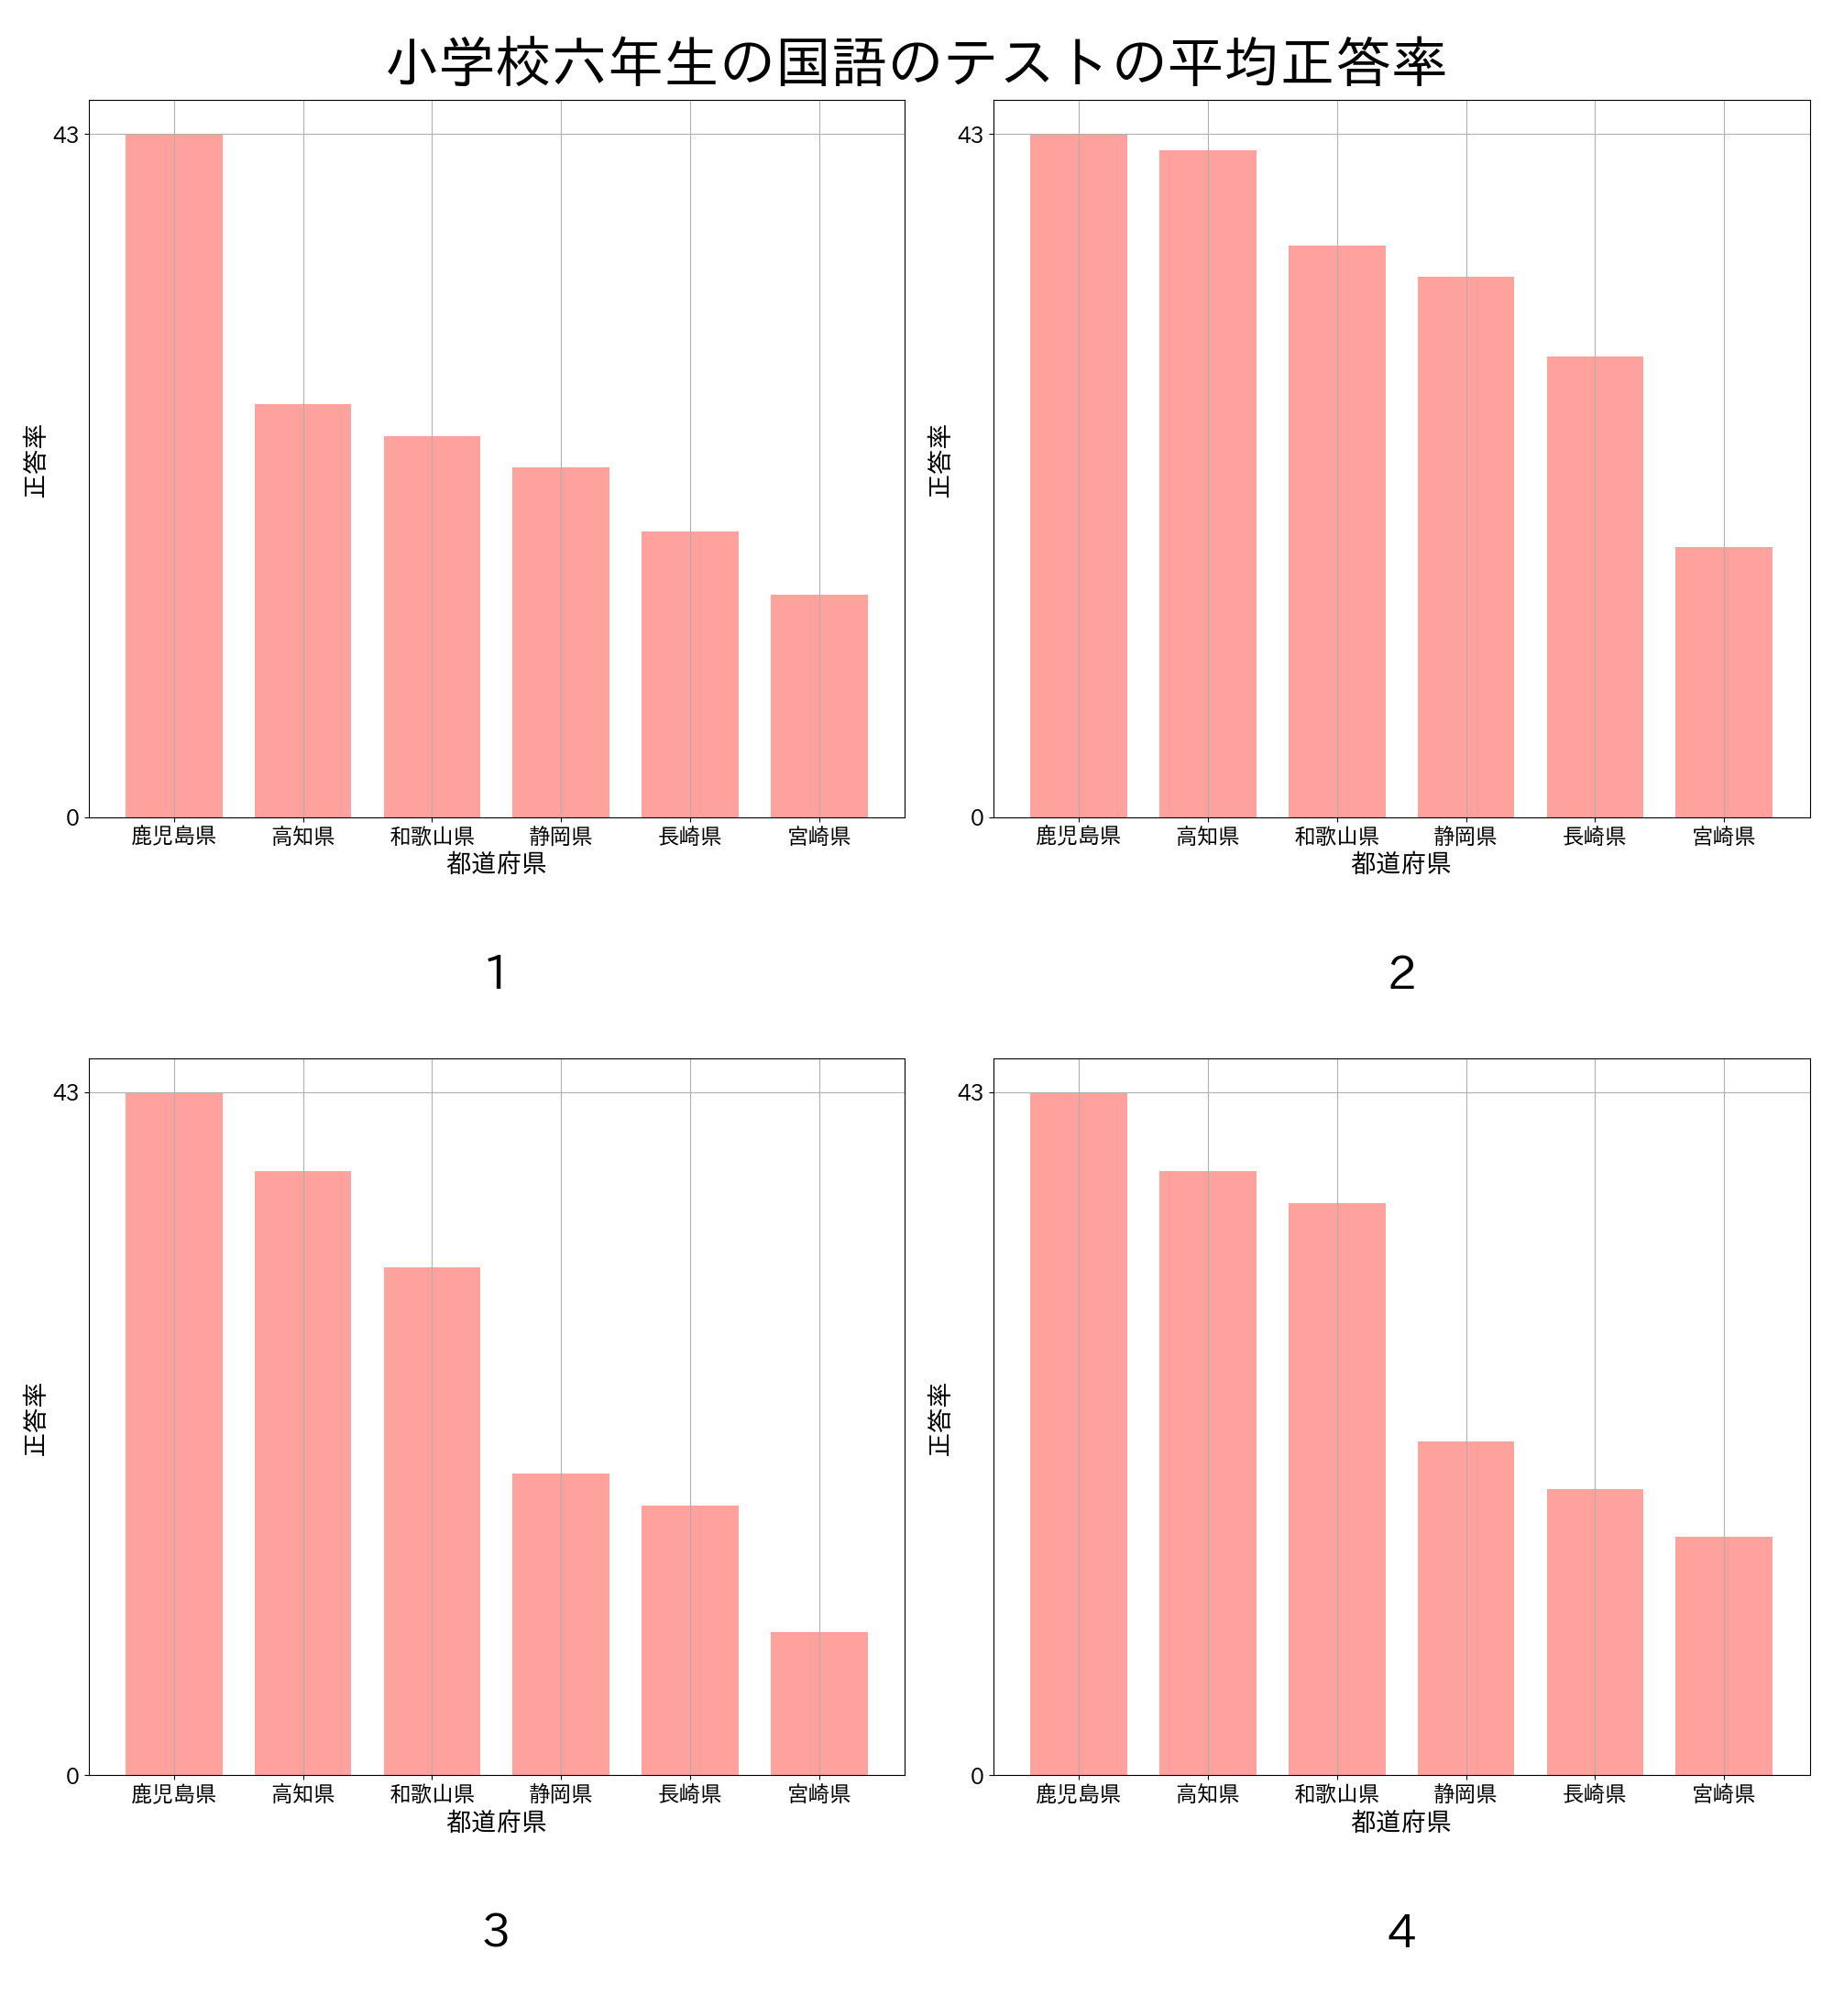 小学校六年生の国語のテストの平均正答率
43
0
正答率
鹿児島県 高知県 和歌山県 静岡県 長崎県 宮崎県
都道府県
1
43
0
正答率
鹿児島県 高知県 和歌山県 静岡県 長崎県 宮崎県
都道府県
2
43
0
正答率
鹿児島県 高知県 和歌山県 静岡県 長崎県 宮崎県
都道府県
3
43
0
正答率
鹿児島県 高知県 和歌山県 静岡県 長崎県 宮崎県
都道府県
4